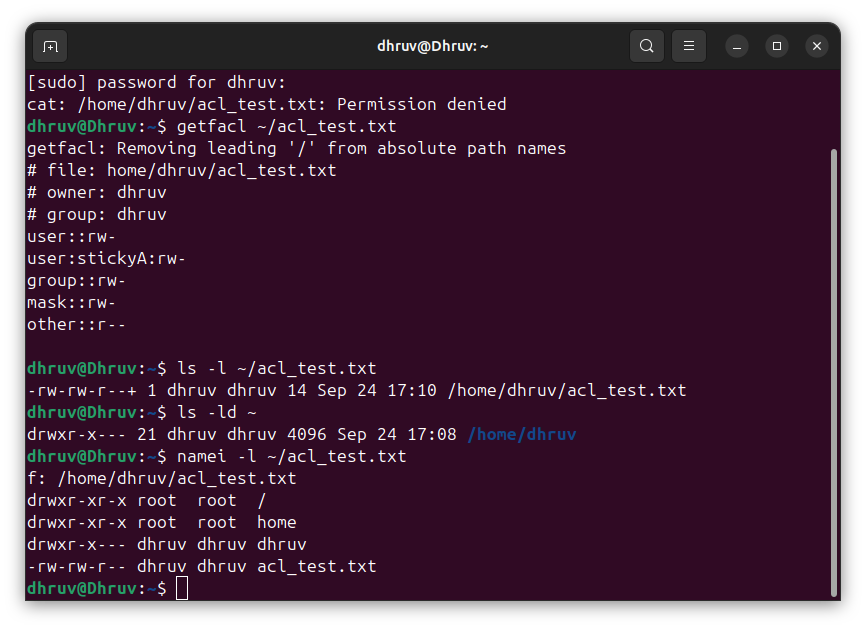 dhruv@Dhruv: ~
[sudo] password for dhruv:
cat: /home/dhruv/acl_test.txt: Permission denied
dhruv@Dhruv:~$ getfacl ~/acl_test.txt
getfacl: Removing leading '/' from absolute path names
# file: home/dhruv/acl_test.txt
# owner: dhruv
# group: dhruv
user::rw-
user:stickyA:rw-
group::rw-
mask::rw-
other::r--
dhruv@Dhruv:~$ ls -l ~/acl_test.txt
-rw-rw-r--+ 1 dhruv dhruv 14 Sep 24 17:10 /home/dhruv/acl_test.txt
dhruv@Dhruv:~$ ls -ld ~
drwxr-x--- 21 dhruv dhruv 4096 Sep 24 17:08 /home/dhruv
dhruv@Dhruv:~$ namei -l ~/acl_test.txt
f: /home/dhruv/acl_test.txt
drwxr-xr-x root  root  /
drwxr-xr-x root  root  home
drwxr-x--- dhruv dhruv dhruv
-rw-rw-r-- dhruv dhruv acl_test.txt
dhruv@Dhruv:~$